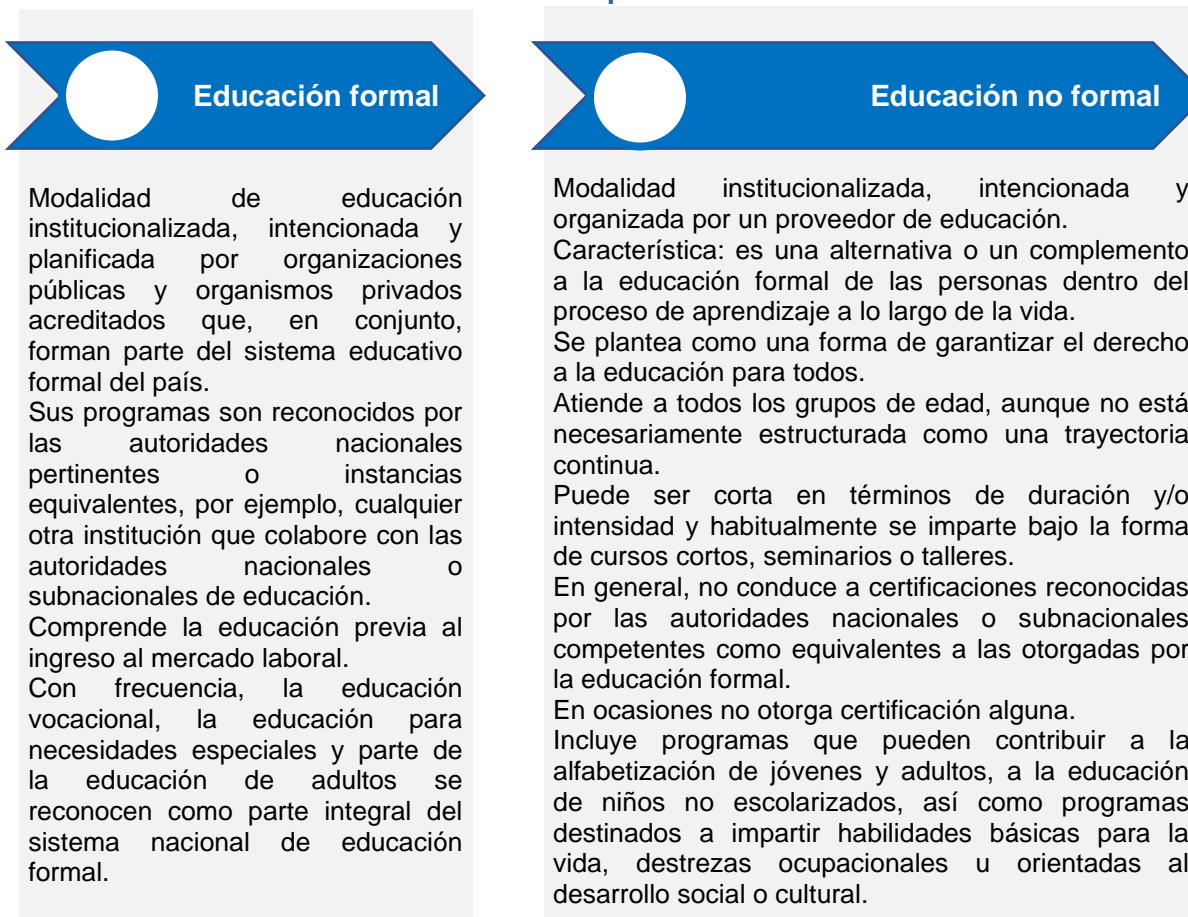 Educación formal
Modalidad de educación
institucionalizada, intencionada y
planificada por organizaciones
públicas y organismos privados
acreditados que, en conjunto,
forman parte del sistema educativo
formal del país.
Sus programas son reconocidos por
las autoridades nacionales
pertinentes o instancias
equivalentes, por ejemplo, cualquier
otra institución que colabore con las
autoridades nacionales o
subnacionales de educación.
Comprende la educación previa al
ingreso al mercado laboral.
Con frecuencia, la educación
vocacional, la educación para
necesidades especiales y parte de
la educación de adultos se
reconocen como parte integral del
sistema nacional de educación
formal.
Educación no formal
Modalidad institucionalizada, intencionada y
organizada por un proveedor de educación.
Característica: es una alternativa o un complemento
a la educación formal de las personas dentro del
proceso de aprendizaje a lo largo de la vida.
Se plantea como una forma de garantizar el derecho
a la educación para todos.
Atiende a todos los grupos de edad, aunque no está
necesariamente estructurada como una trayectoria
continua.
Puede ser corta en términos de duración y/o
intensidad y habitualmente se imparte bajo la forma
de cursos cortos, seminarios o talleres.
En general, no conduce a certificaciones reconocidas
por las autoridades nacionales o subnacionales
competentes como equivalentes a las otorgadas por
la educación formal.
En ocasiones no otorga certificación alguna.
Incluye programas que pueden contribuir a la
alfabetización de jóvenes y adultos, a la educación
de niños no escolarizados, así como programas
destinados a impartir habilidades básicas para la
vida, destrezas ocupacionales u orientadas al
desarrollo social o cultural.